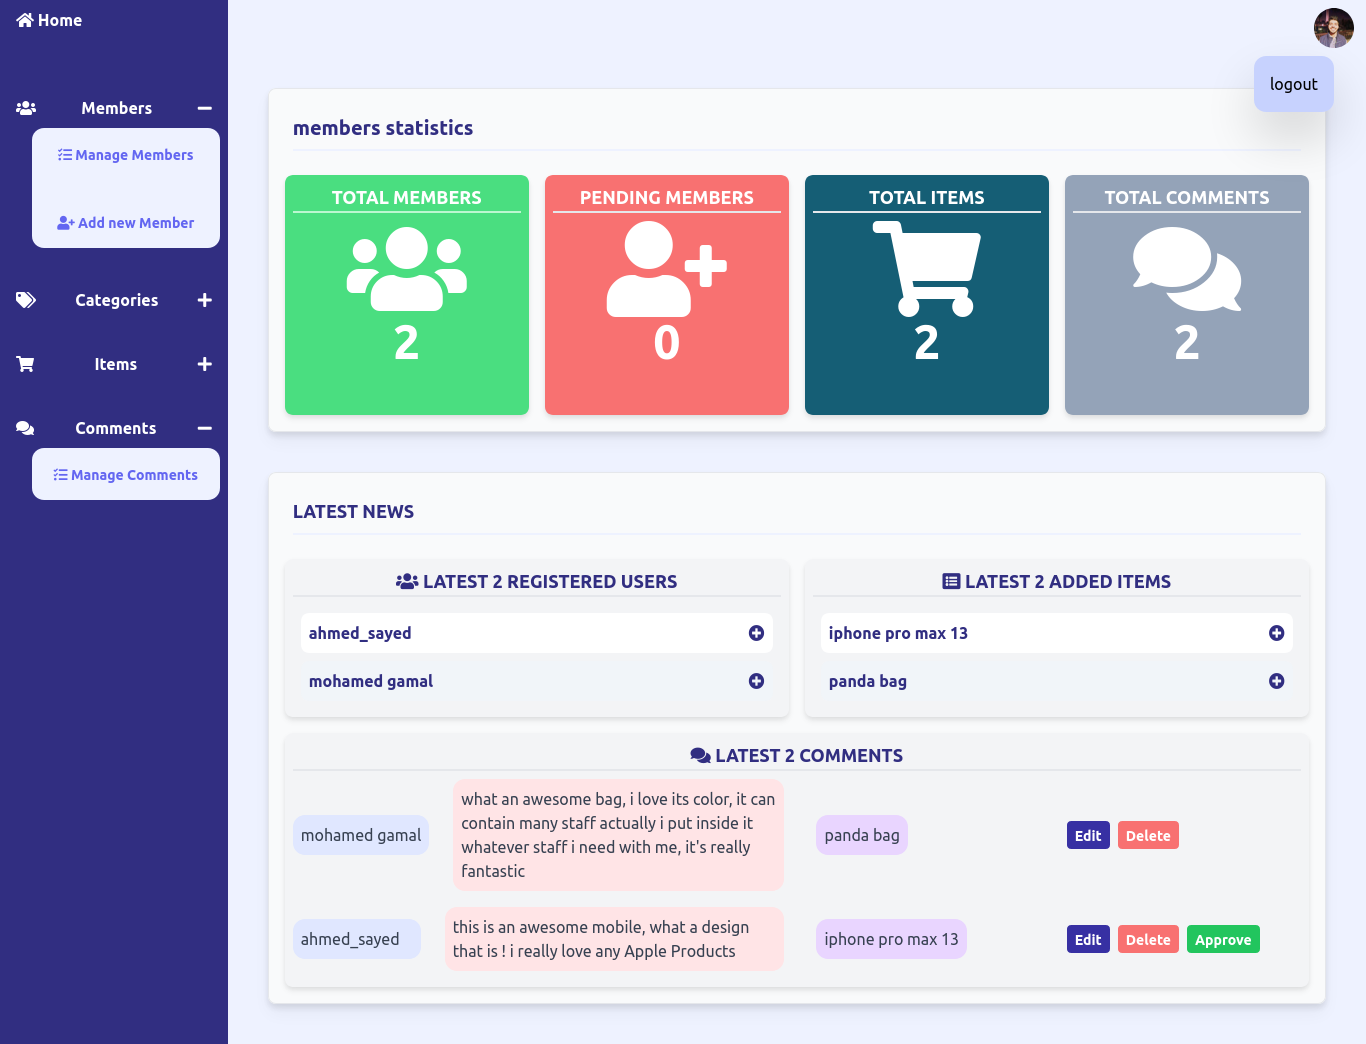 Home
logout
Members
Manage Members
Add new Member
Categories
Items
Comments
Manage Comments
members statistics
TOTAL MEMBERS
2
PENDING MEMBERS
0
TOTAL ITEMS
2
TOTAL COMMENTS
2
LATEST NEWS
LATEST 2 REGISTERED USERS
ahmed_sayed
mohamed gamal
LATEST 2 ADDED ITEMS
iphone pro max 13
panda bag
LATEST 2 COMMENTS
mohamed gamal
what an awesome bag, i love its color, it can
contain many staff actually i put inside it
whatever staff i need with me, it's really
fantastic
panda bag
Edit
Delete
ahmed_sayed
this is an awesome mobile, what a design
that is ! i really love any Apple Products
iphone pro max 13
Edit
Delete
Approve